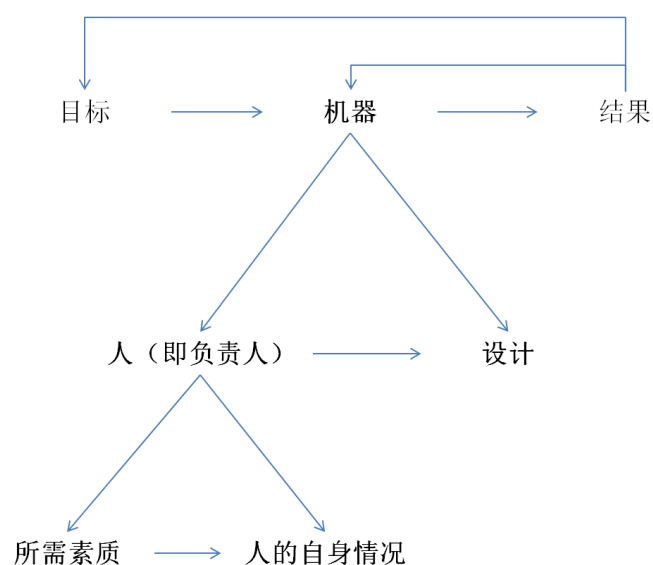 目标 机器 结果
人（即负责人） 设计
所需素质 人的自身情况